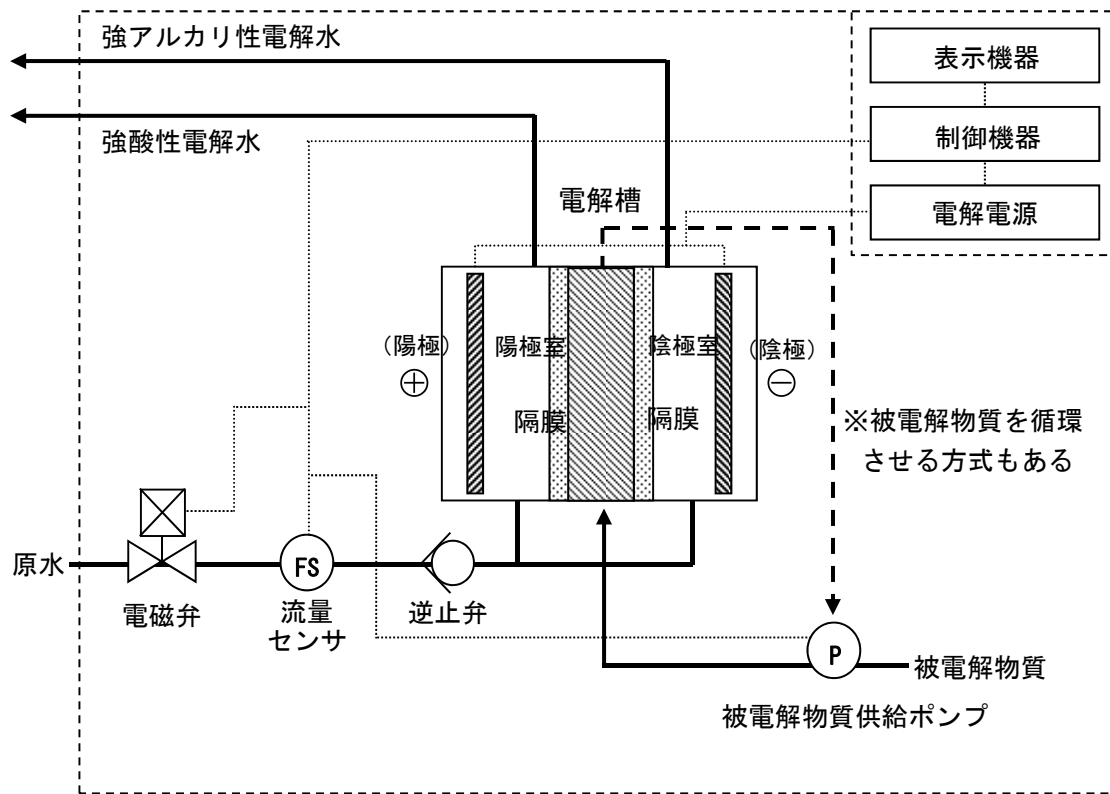 強アルカリ性電解水
強酸性電解水
表示機器
制御機器
電解電源
電解槽
(陽極)
陽極室
陰極室
(陰極)
隔膜
隔膜
※被電解物質を循環
させる方式もある
原水
電磁弁
FS
流量
センサ
逆止弁
P
被電解物質
被電解物質供給ポンプ